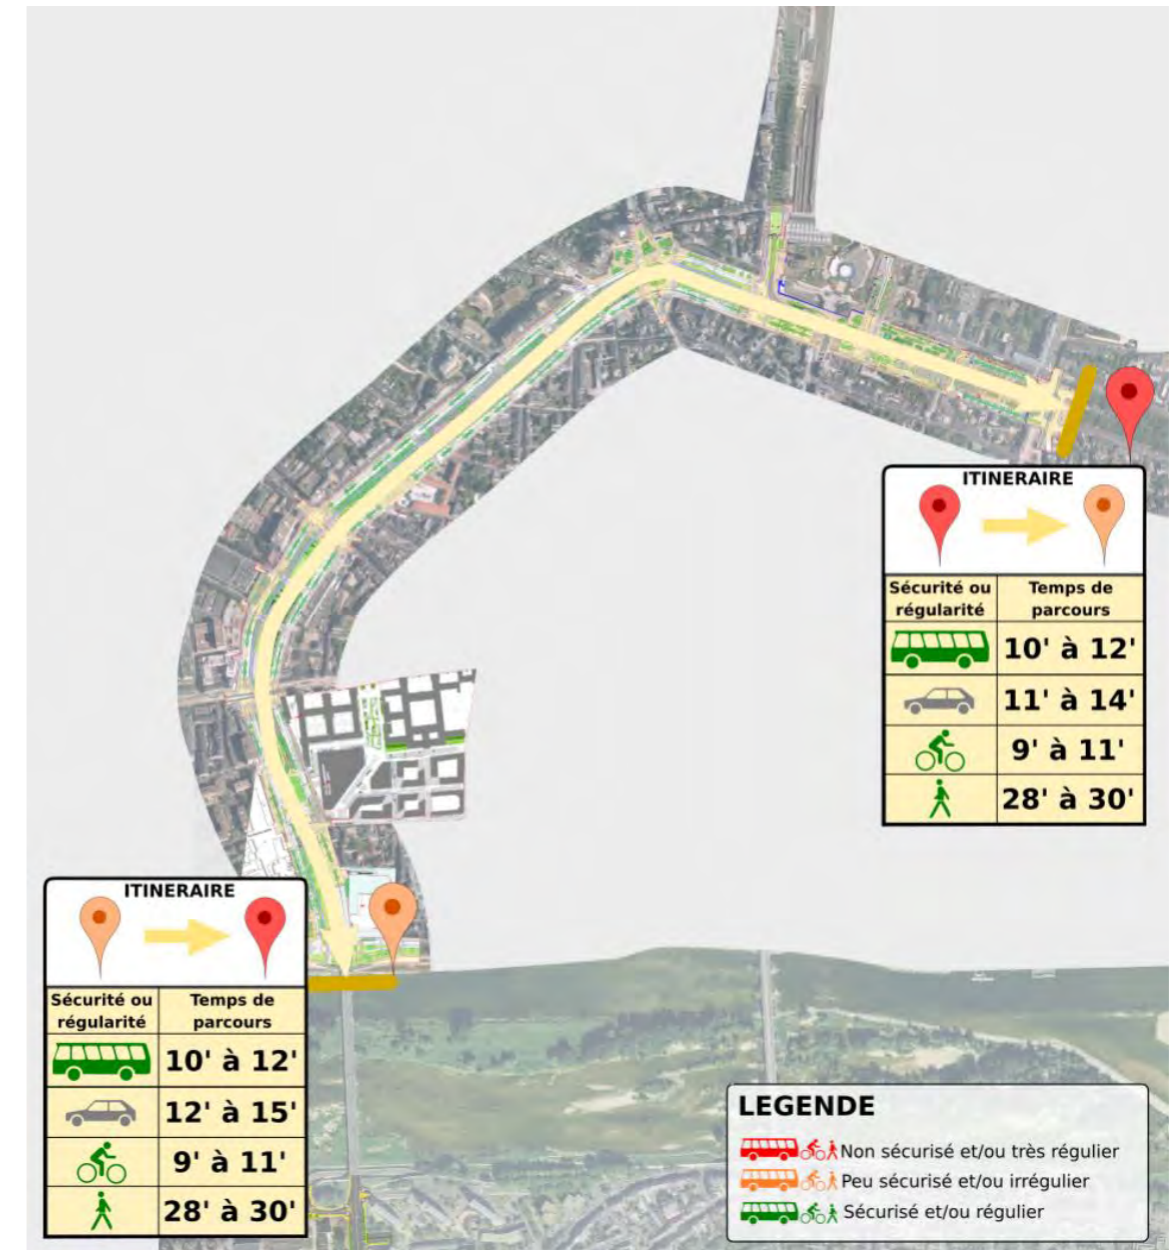 ITINERAIRE
Sécurité ou régularité
Temps de parcours
10' à 12'
11' à 14'
9' à 11'
28' à 30'
ITINERAIRE
Sécurité ou régularité
Temps de parcours
10' à 12'
12' à 15'
9' à 11'
28' à 30'
LEGENDE
Non sécurisé et/ou très régulier
Peu sécurisé et/ou irrégulier
Sécurisé et/ou régulier